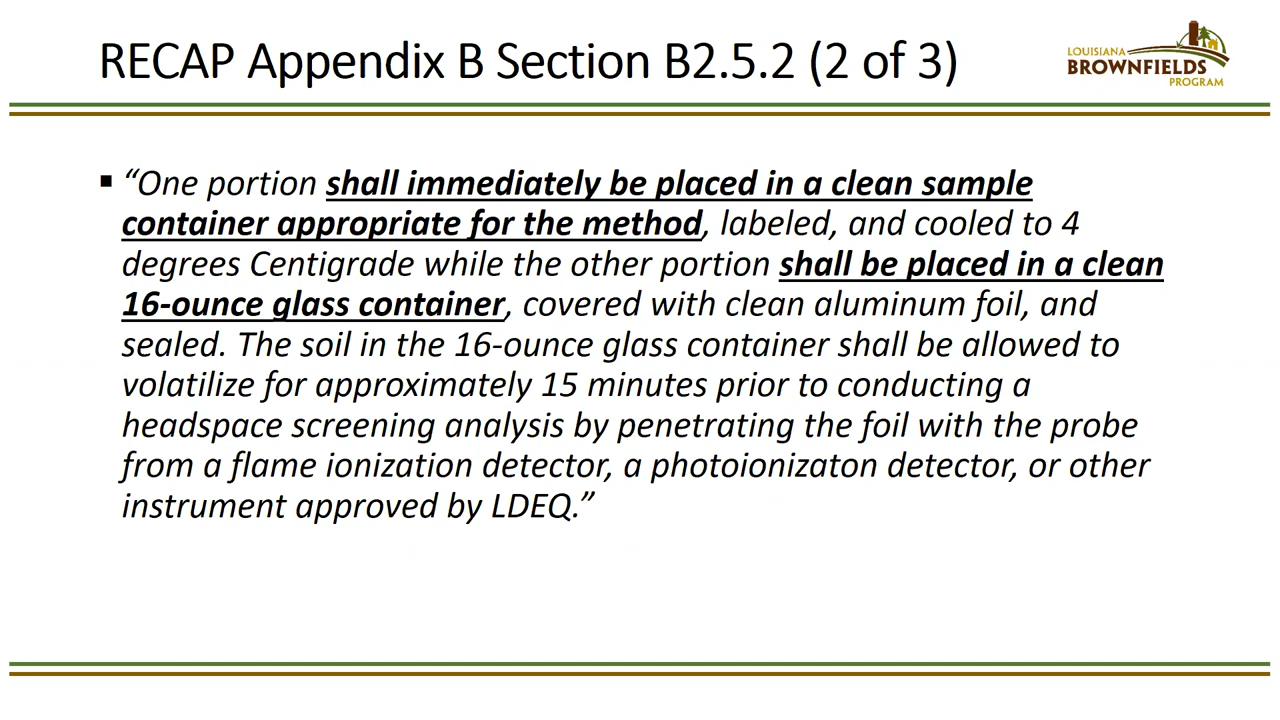 RECAP Appendix B Section B2.5.2 (2 of 3)
LOUISIANA
BROWNFIELDS
PROGRAM
▪ “One portion shall immediately be placed in a clean sample
container appropriate for the method, labeled, and cooled to 4
degrees Centigrade while the other portion shall be placed in a clean
16-ounce glass container, covered with clean aluminum foil, and
sealed. The soil in the 16-ounce glass container shall be allowed to
volatilize for approximately 15 minutes prior to conducting a
headspace screening analysis by penetrating the foil with the probe
from a flame ionization detector, a photoionizaton detector, or other
instrument approved by LDEQ.”